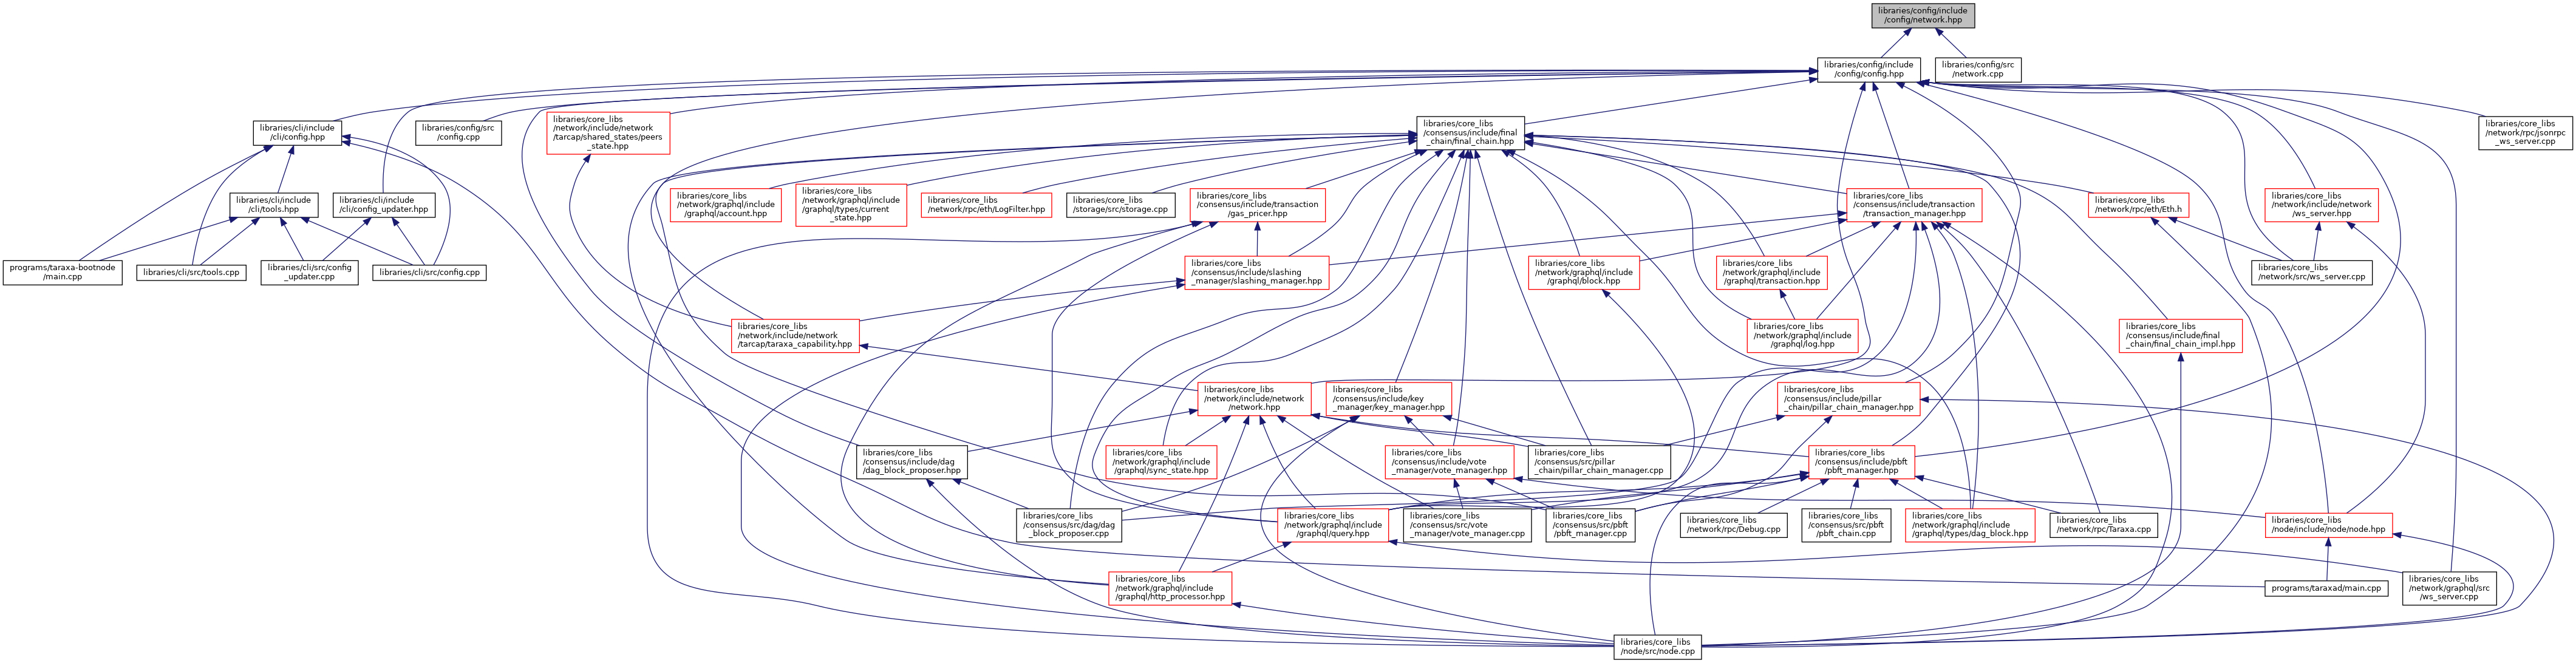 libraries/config/include
/config/network.hpp
libraries/config/include
/config/config.hpp
libraries/config/src
/network.cpp
libraries/cli/include
/cli/config.hpp
libraries/config/src
/config.cpp
libraries/core_libs
/network/include/network
/tarcap/shared_states/peers
_state.hpp
libraries/core_libs
/consensus/include/final
_chain/final_chain.hpp
libraries/core_libs
/network/rpc/jsonrpc
_ws_server.cpp
libraries/cli/include
/cli/tools.hpp
libraries/cli/include
/cli/config_updater.hpp
libraries/core_libs
/network/graphql/include
/graphql/account.hpp
libraries/core_libs
/network/graphql/include
/graphql/types/current
_state.hpp
libraries/core_libs
/network/rpc/eth/LogFilter.hpp
libraries/core_libs
/storage/src/storage.cpp
libraries/core_libs
/consensus/include/transaction
/gas_pricer.hpp
libraries/core_libs
/consensus/include/transaction
/transaction_manager.hpp
libraries/core_libs
/network/rpc/eth/Eth.h
libraries/core_libs
/network/include/network
/ws_server.hpp
programs/taraxa-bootnode
/main.cpp
libraries/cli/src/tools.cpp
libraries/cli/src/config
_updater.cpp
libraries/cli/src/config.cpp
libraries/core_libs
/consensus/include/slashing
_manager/slashing_manager.hpp
libraries/core_libs
/network/graphql/include
/graphql/block.hpp
libraries/core_libs
/network/graphql/include
/graphql/transaction.hpp
libraries/core_libs
/network/src/ws_server.cpp
libraries/core_libs
/network/include/network
/tarcap/taraxa_capability.hpp
libraries/core_libs
/network/graphql/include
/graphql/log.hpp
libraries/core_libs
/consensus/include/final
_chain/final_chain_impl.hpp
libraries/core_libs
/network/include/network
/network.hpp
libraries/core_libs
/consensus/include/key
_manager/key_manager.hpp
libraries/core_libs
/consensus/include/pillar
_chain/pillar_chain_manager.hpp
libraries/core_libs
/consensus/include/dag
/dag_block_proposer.hpp
libraries/core_libs
/network/graphql/include
/graphql/sync_state.hpp
libraries/core_libs
/consensus/include/vote
_manager/vote_manager.hpp
libraries/core_libs
/consensus/src/pillar
_chain/pillar_chain_manager.cpp
libraries/core_libs
/consensus/include/pbft
/pbft_manager.hpp
libraries/core_libs
/consensus/src/dag/dag
_block_proposer.cpp
libraries/core_libs
/network/graphql/include
/graphql/query.hpp
libraries/core_libs
/consensus/src/vote
_manager/vote_manager.cpp
libraries/core_libs
/consensus/src/pbft
/pbft_manager.cpp
libraries/core_libs
/network/rpc/Debug.cpp
libraries/core_libs
/consensus/src/pbft
/pbft_chain.cpp
libraries/core_libs
/network/graphql/include
/graphql/types/dag_block.hpp
libraries/core_libs
/network/rpc/Taraxa.cpp
libraries/core_libs
/node/include/node/node.hpp
libraries/core_libs
/network/graphql/include
/graphql/http_processor.hpp
programs/taraxad/main.cpp
libraries/core_libs
/network/graphql/src
/ws_server.cpp
libraries/core_libs
/node/src/node.cpp